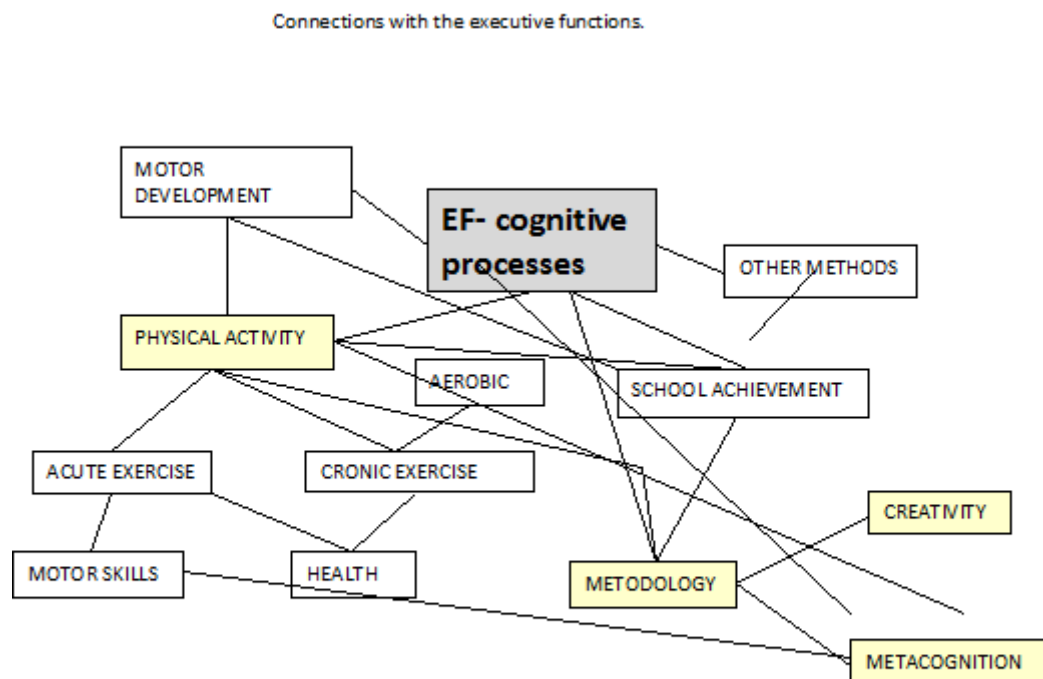 Connections with the executive functions.
MOTOR
DEVELOPMENT
EF- cognitive
processes
OTHER METHODS
PHYSICAL ACTIVITY
AEROBIC
SCHOOL ACHIEVEMENT
ACUTE EXERCISE
CRONIC EXERCISE
CREATIVITY
MOTOR SKILLS
HEALTH
METODOLOGY
METACOGNITION